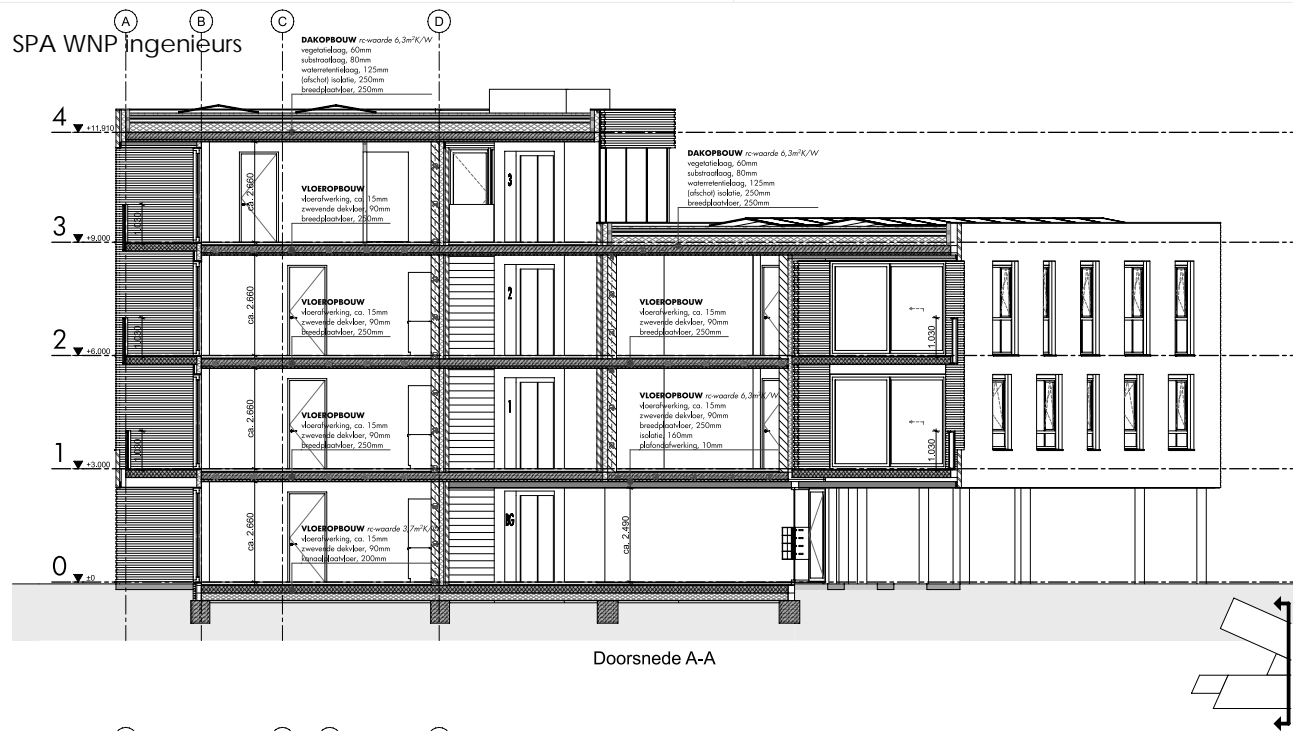 A
B
C
D
SPA WNP ingenieurs
DAKOPBOUW rc-waarde 6,3m²K/W
vegetatielaag, 60mm
substraatlaag, 80mm
waterretentielaag, 125mm
(afschot) isolatie, 250mm
breedplaatvloer, 250mm
4
+11.910
DAKOPBOUW rc-waarde 6,3m²K/W
vegetatielaag, 60mm
substraatlaag, 80mm
waterretentielaag, 125mm
(afschot) isolatie, 250mm
breedplaatvloer, 250mm
ca. 2.660
VLOEROPBOUW
vloerafwerking, ca. 15mm
zwevende dekvloer, 90mm
breedplaatvloer, 250mm
3
1.030
3
+9.000
ca. 2.660
VLOEROPBOUW
vloerafwerking, ca. 15mm
zwevende dekvloer, 90mm
breedplaatvloer, 250mm
2
VLOEROPBOUW
vloerafwerking, ca. 15mm
zwevende dekvloer, 90mm
breedplaatvloer, 250mm
1.030
1.030
2
+6.000
ca. 2.660
VLOEROPBOUW
vloerafwerking, ca. 15mm
zwevende dekvloer, 90mm
breedplaatvloer, 250mm
1
VLOEROPBOUW rc-waarde 6,3m²K/W
vloerafwerking, ca. 15mm
zwevende dekvloer, 90mm
breedplaatvloer, 250mm
isolatie, 160mm
plafondafwerking, 10mm
1.030
1.030
1
+3.000
ca. 2.660
VLOEROPBOUW rc-waarde 3,7m²K/W
vloerafwerking, ca. 15mm
zwevende dekvloer, 90mm
kanaalplaatvloer, 200mm
BG
ca. 2.490
0
±0
Doorsnede A-A